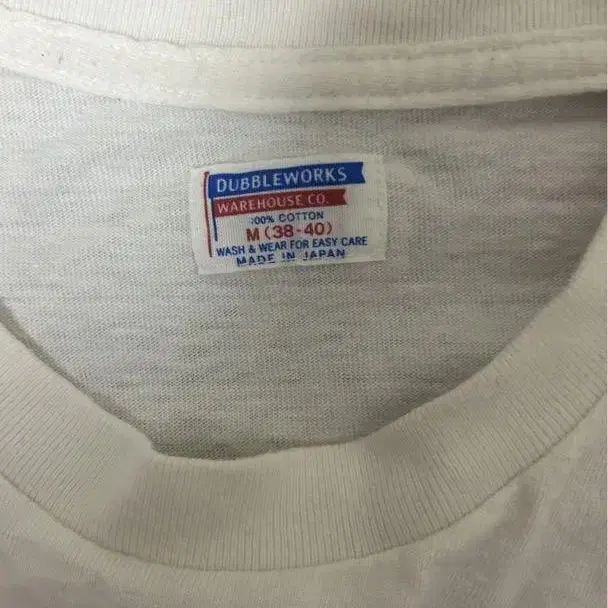 DUBBLEWORKS
WAREHOUSE CO.
100% COTTON
M (38-40)
WASH & WEAR FOR EASY CARE
MADE IN JAPAN